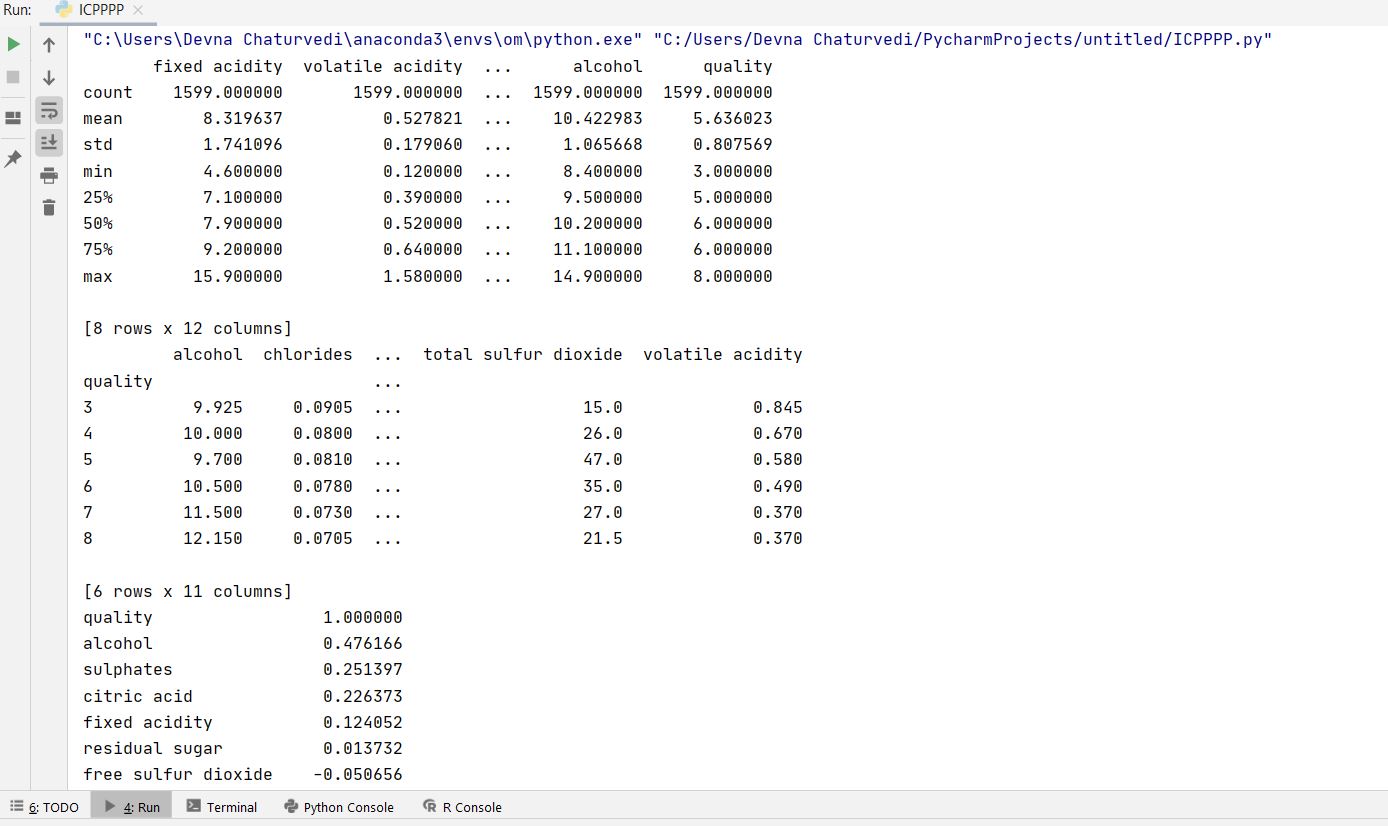 Run: ICPPPP
"C:\Users\Devna Chaturvedi\anaconda3\envs\om\python.exe" "C:/Users/Devna Chaturvedi/PycharmProjects/untitled/ICPPPP.py"
       fixed acidity  volatile acidity  ...      alcohol      quality
count    1599.000000       1599.000000  ...  1599.000000  1599.000000
mean        8.319637          0.527821  ...    10.422983     5.636023
std         1.741096          0.179060  ...     1.065668     0.807569
min         4.600000          0.120000  ...     8.400000     3.000000
25%         7.100000          0.390000  ...     9.500000     5.000000
50%         7.900000          0.520000  ...    10.200000     6.000000
75%         9.200000          0.640000  ...    11.100000     6.000000
max        15.900000          1.580000  ...    14.900000     8.000000
[8 rows x 12 columns]
         alcohol  chlorides  ...  total sulfur dioxide  volatile acidity
quality                      ...
3          9.925     0.0905  ...                  15.0             0.845
4         10.000     0.0800  ...                  26.0             0.670
5          9.700     0.0810  ...                  47.0             0.580
6         10.500     0.0780  ...                  35.0             0.490
7         11.500     0.0730  ...                  27.0             0.370
8         12.150     0.0705  ...                  21.5             0.370
[6 rows x 11 columns]
quality                 1.000000
alcohol                 0.476166
sulphates               0.251397
citric acid             0.226373
fixed acidity           0.124052
residual sugar          0.013732
free sulfur dioxide    -0.050656
6: TODO 4: Run Terminal Python Console R Console